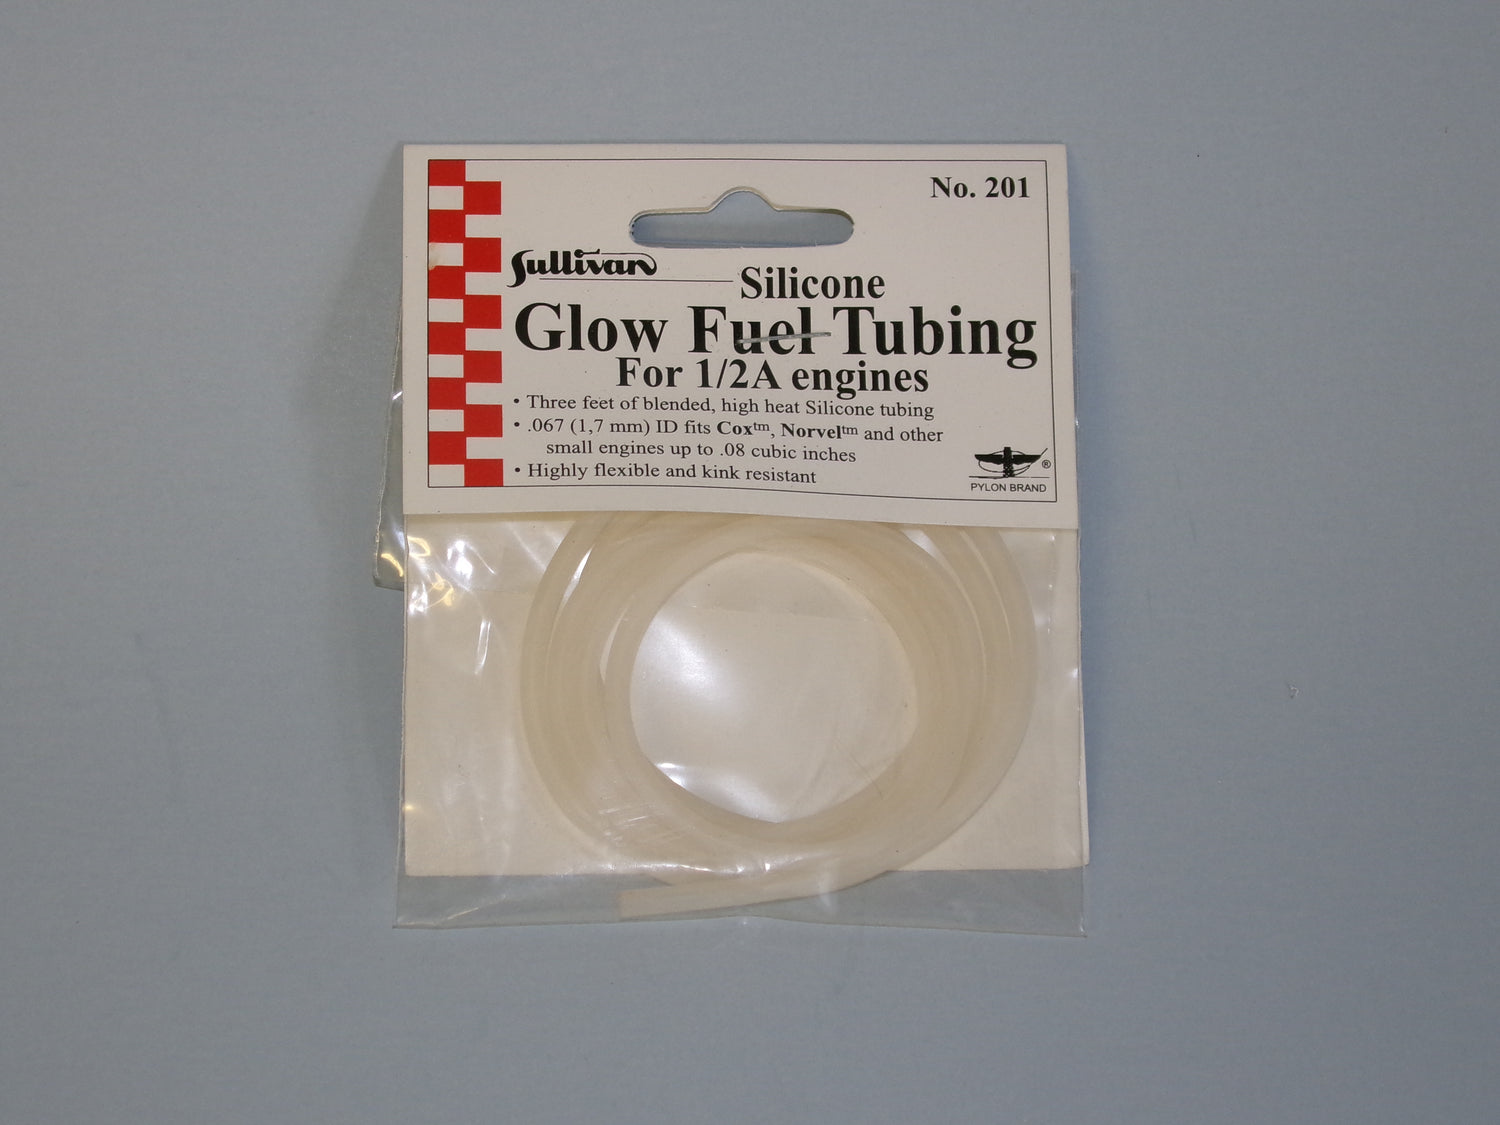 No. 201
Sullivan
Silicone
Glow Fuel Tubing
For 1/2A engines
• Three feet of blended, high heat Silicone tubing
• .067 (1,7 mm) ID fits Cox™, Norvel™ and other
small engines up to .08 cubic inches
• Highly flexible and kink resistant
®
PYLON BRAND